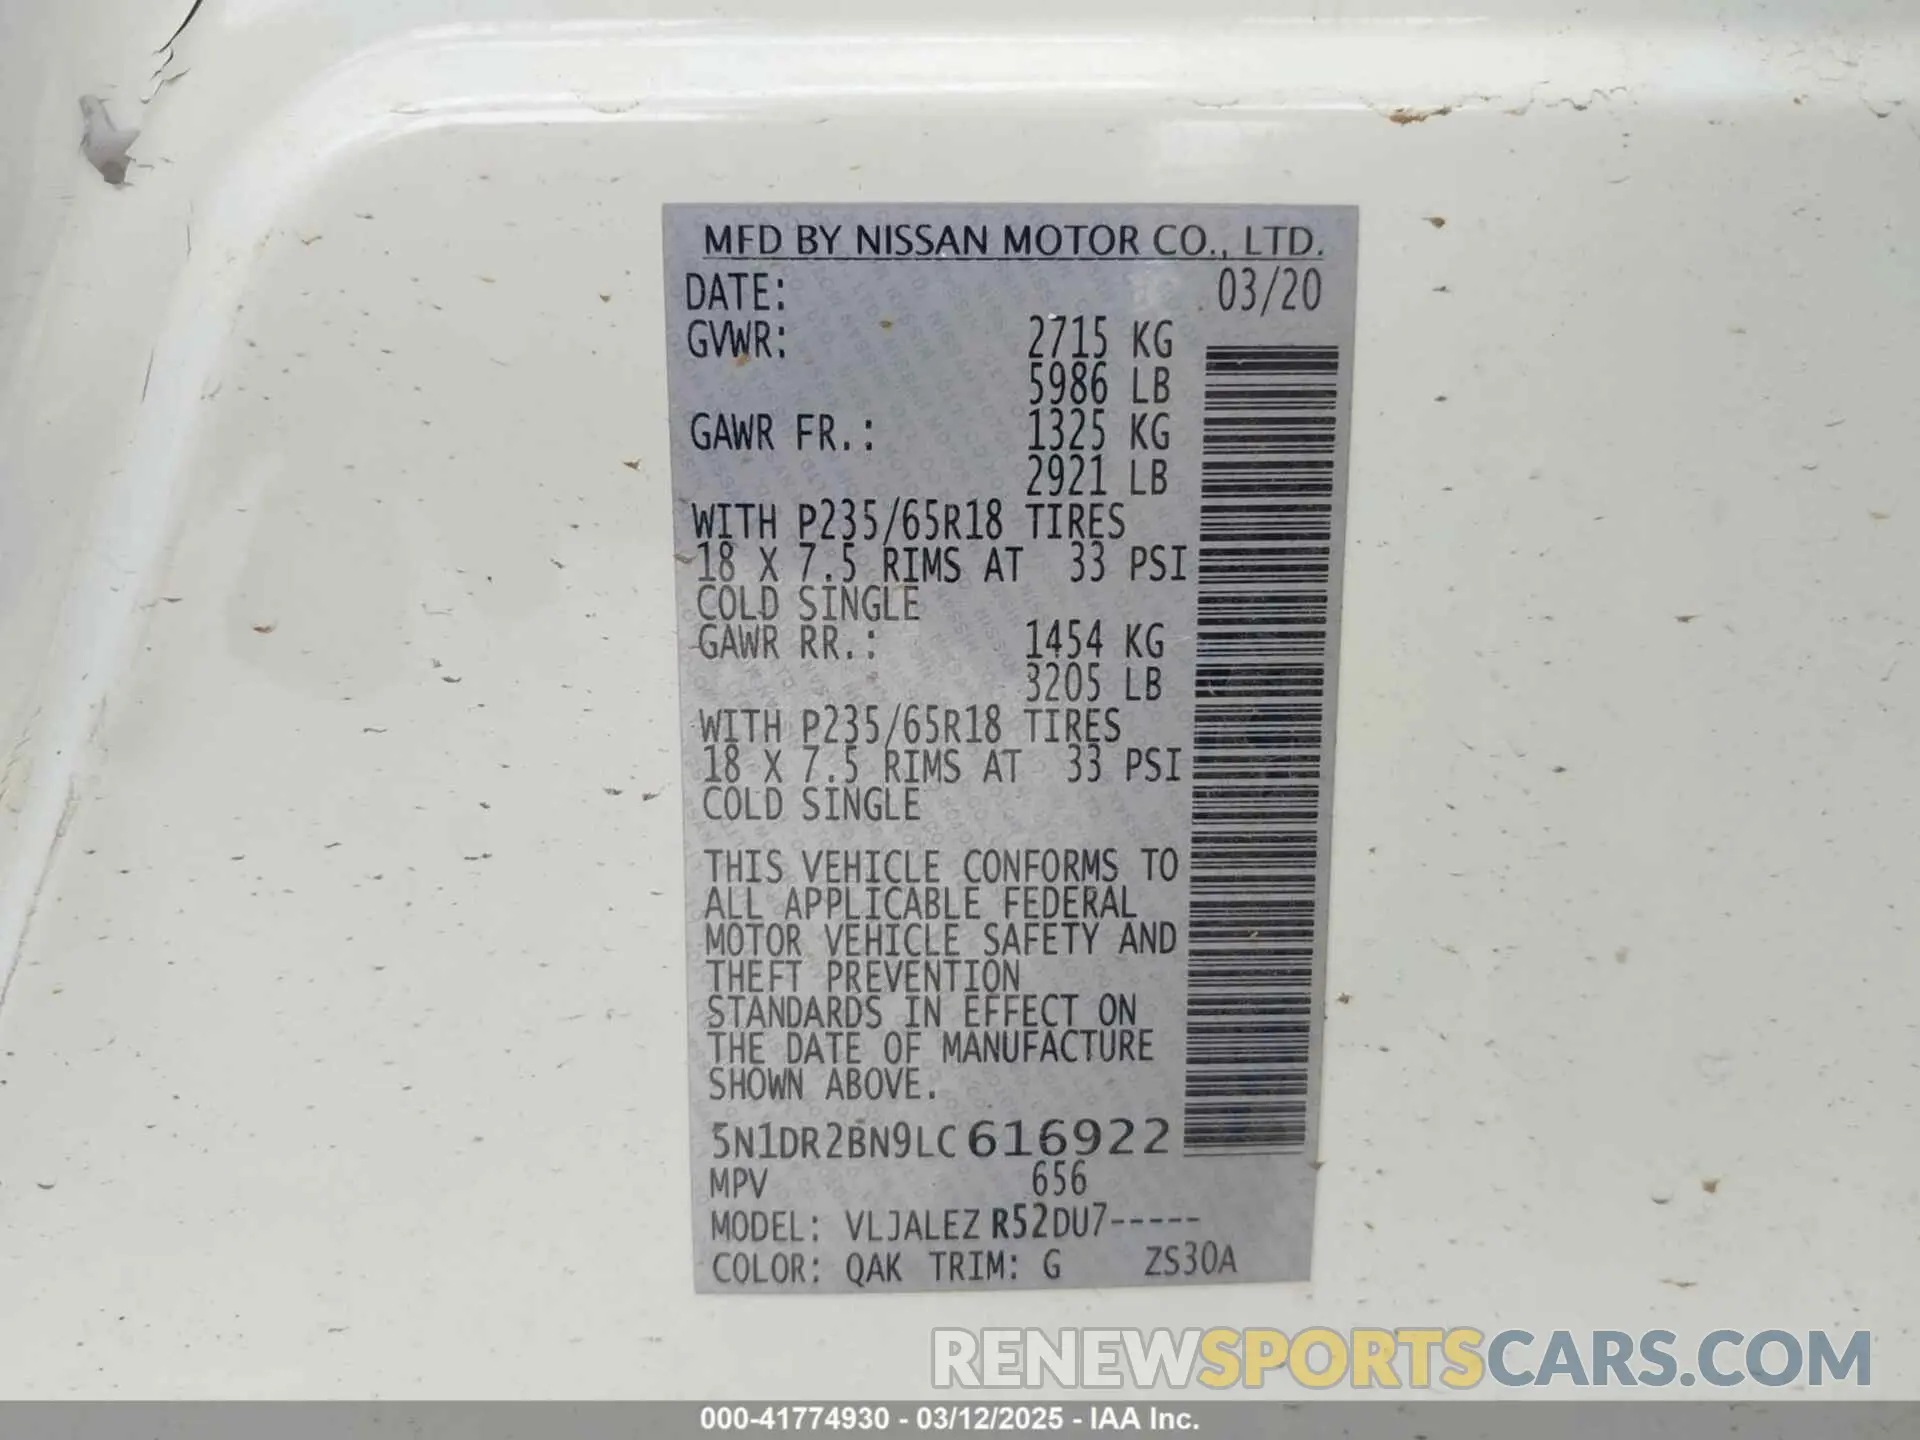 MFD BY NISSAN MOTOR CO., LTD.
DATE: 03/20
GVWR: 2715 KG
5986 LB
GAWR FR.: 1325 KG
2921 LB
WITH P235/65R18 TIRES
18 X 7.5 RIMS AT 33 PSI
COLD SINGLE
GAWR RR.: 1454 KG
3205 LB
WITH P235/65R18 TIRES
18 X 7.5 RIMS AT 33 PSI
COLD SINGLE
THIS VEHICLE CONFORMS TO
ALL APPLICABLE FEDERAL
MOTOR VEHICLE SAFETY AND
THEFT PREVENTION
STANDARDS IN EFFECT ON
THE DATE OF MANUFACTURE
SHOWN ABOVE.
5N1DR2BN9LC616922
MPV 656
MODEL: VLJALEZ R52DU7-----
COLOR: QAK TRIM: G ZS30A
RENEWSPORTSCARS.COM
000-41774930 - 03/12/2025 - IAA Inc.